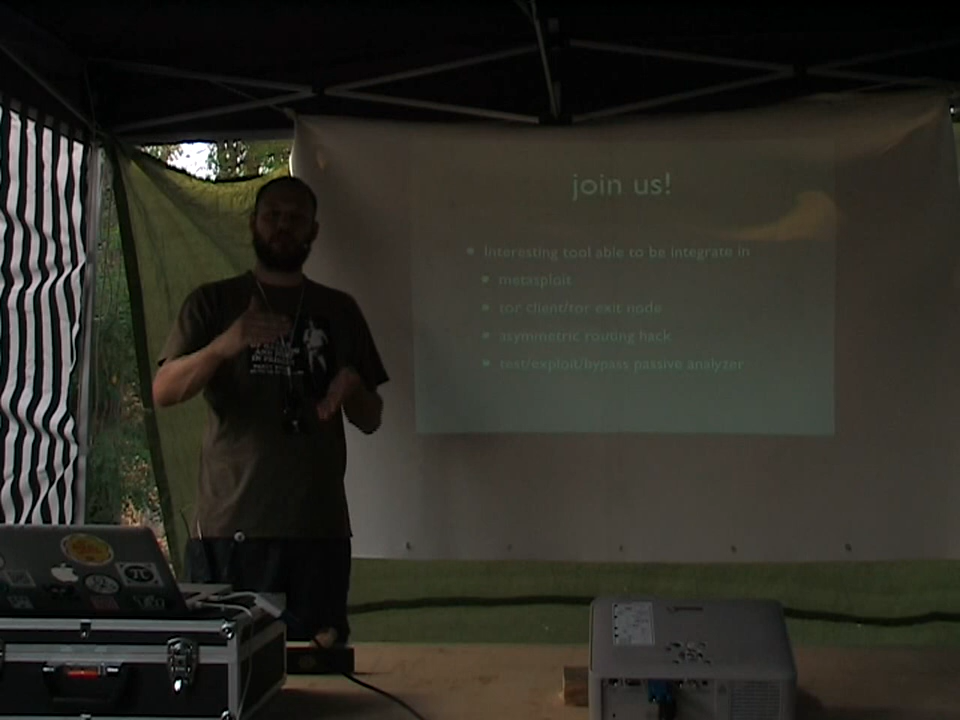 join us!
Interesting tool able to be integrate in
metasploit
tor client/tor exit node
asymmetric routing hack
test/exploit/bypass passive analyzer
π